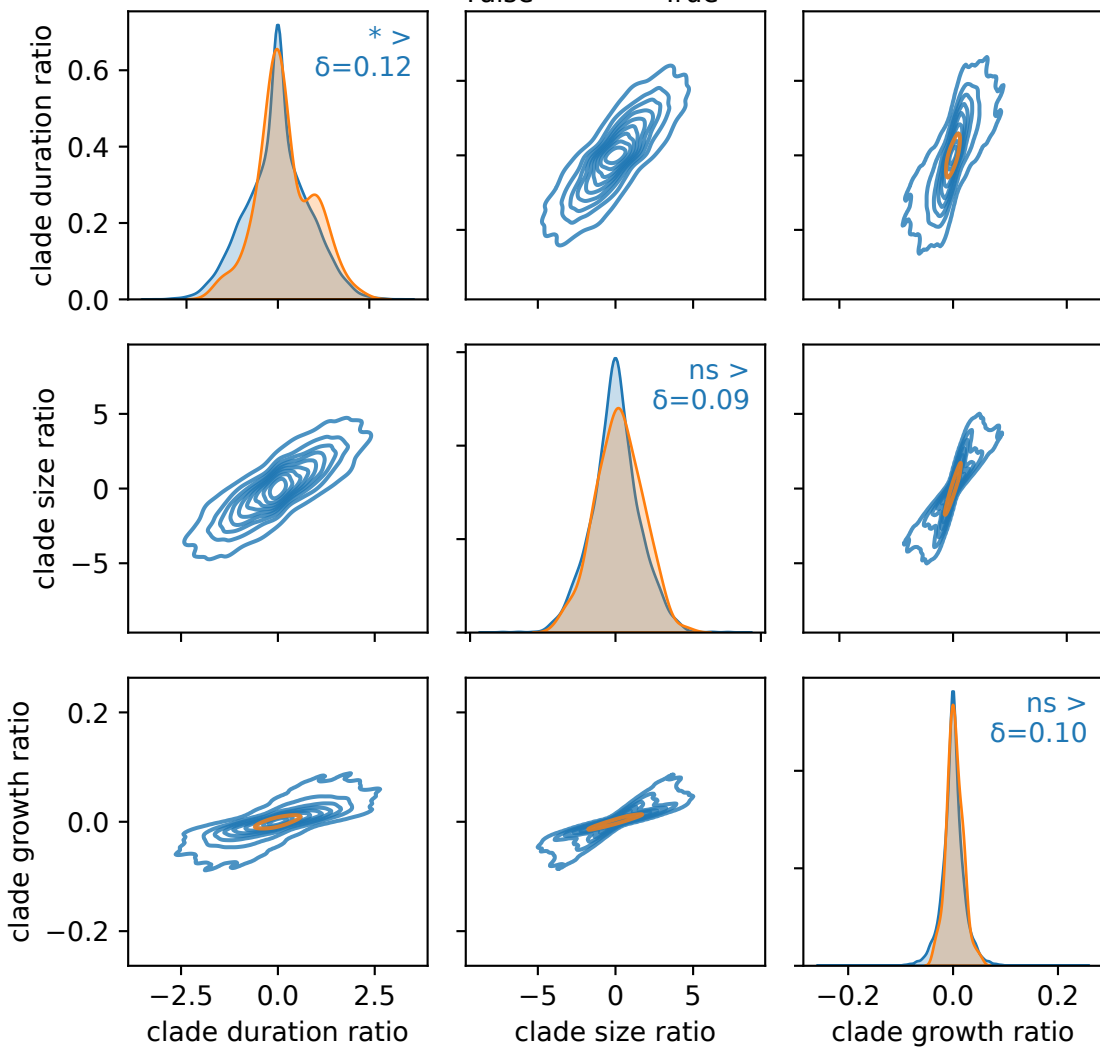 clade duration ratio
0.6
0.4
0.2
0.0
* >
δ=0.12
clade size ratio
5
0
−5
ns >
δ=0.09
clade growth ratio
0.2
0.0
−0.2
ns >
δ=0.10
−2.5 0.0 2.5
−5 0 5
−0.2 0.0 0.2
clade duration ratio
clade size ratio
clade growth ratio